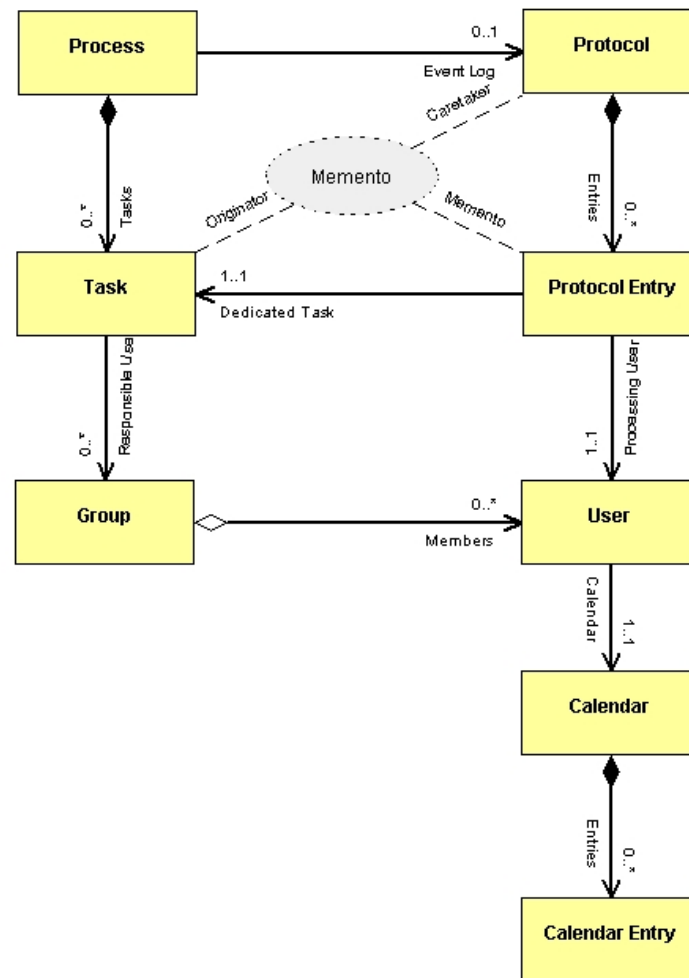 Process
0..1
Protocol
Event Log
Caretaker
Memento
Originator
Memento
0..*
Tasks
Entries
0..*
Task
1..1
Dedicated Task
Protocol Entry
0..*
Responsible Use
1..1
Processing User
Group
0..*
Members
User
Calendar
1..1
Calendar
Entries
0..*
Calendar Entry